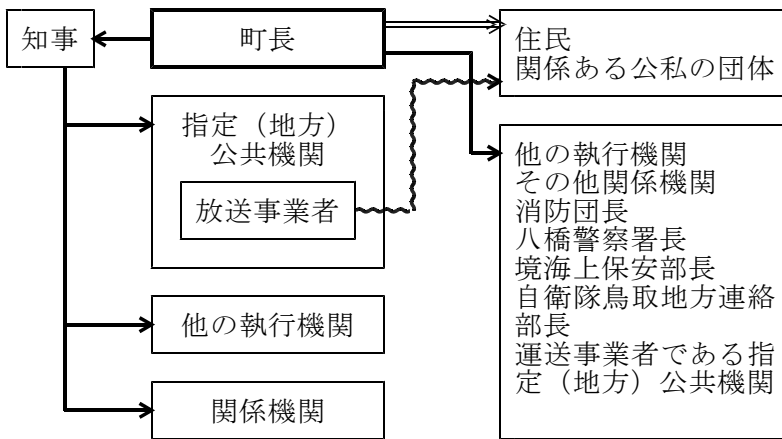 知事
町長
住民
関係ある公私の団体
指定（地方）
公共機関
放送事業者
他の執行機関
関係機関
他の執行機関
その他関係機関
消防団長
八橋警察署長
境海上保安部長
自衛隊鳥取地方連絡
部長
運送事業者である指
定（地方）公共機関